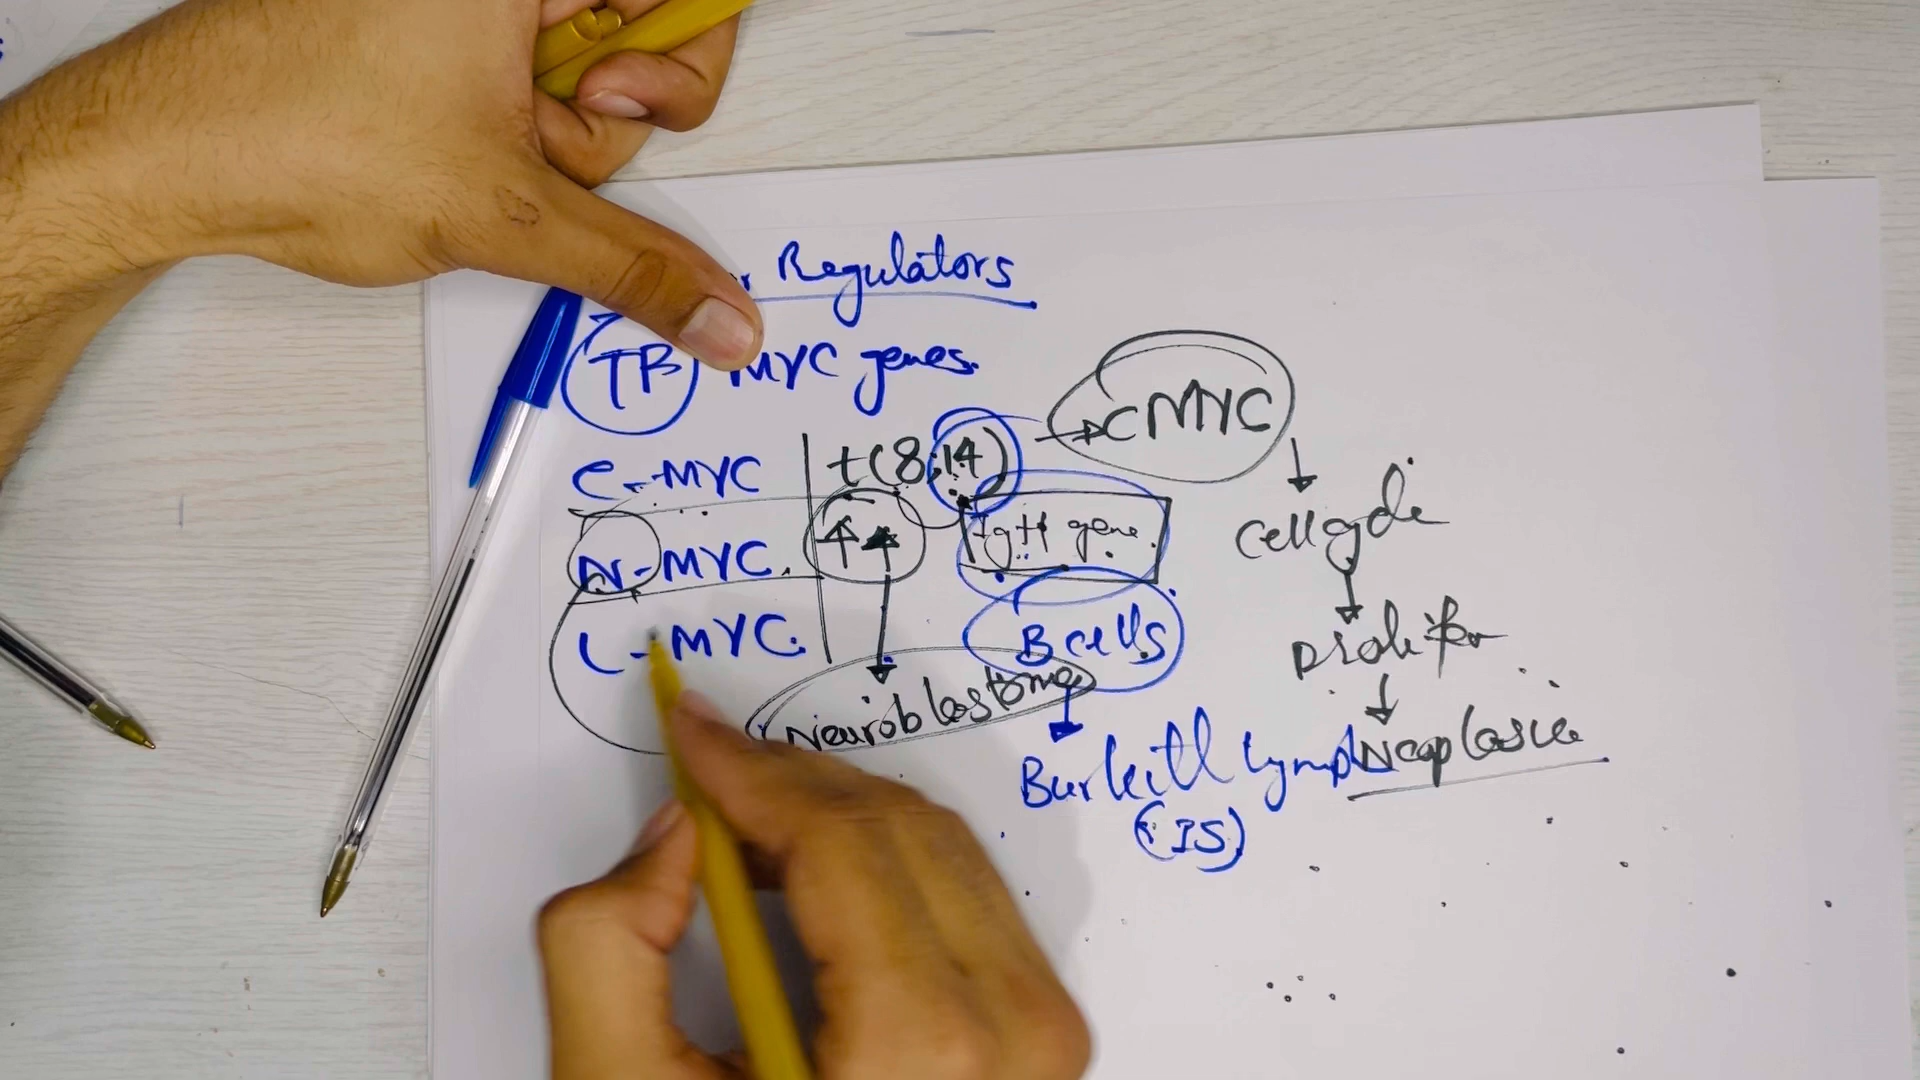 Regulators
TF MYC genes.
C-MYC t(8;14) → CMYC
N-MYC. ↑↑ IgH gene.
Cell cycle
L-MYC. B cells
Prolifer
Neuroblastoma
Neoplasia
Burkitt lymph
(IS)